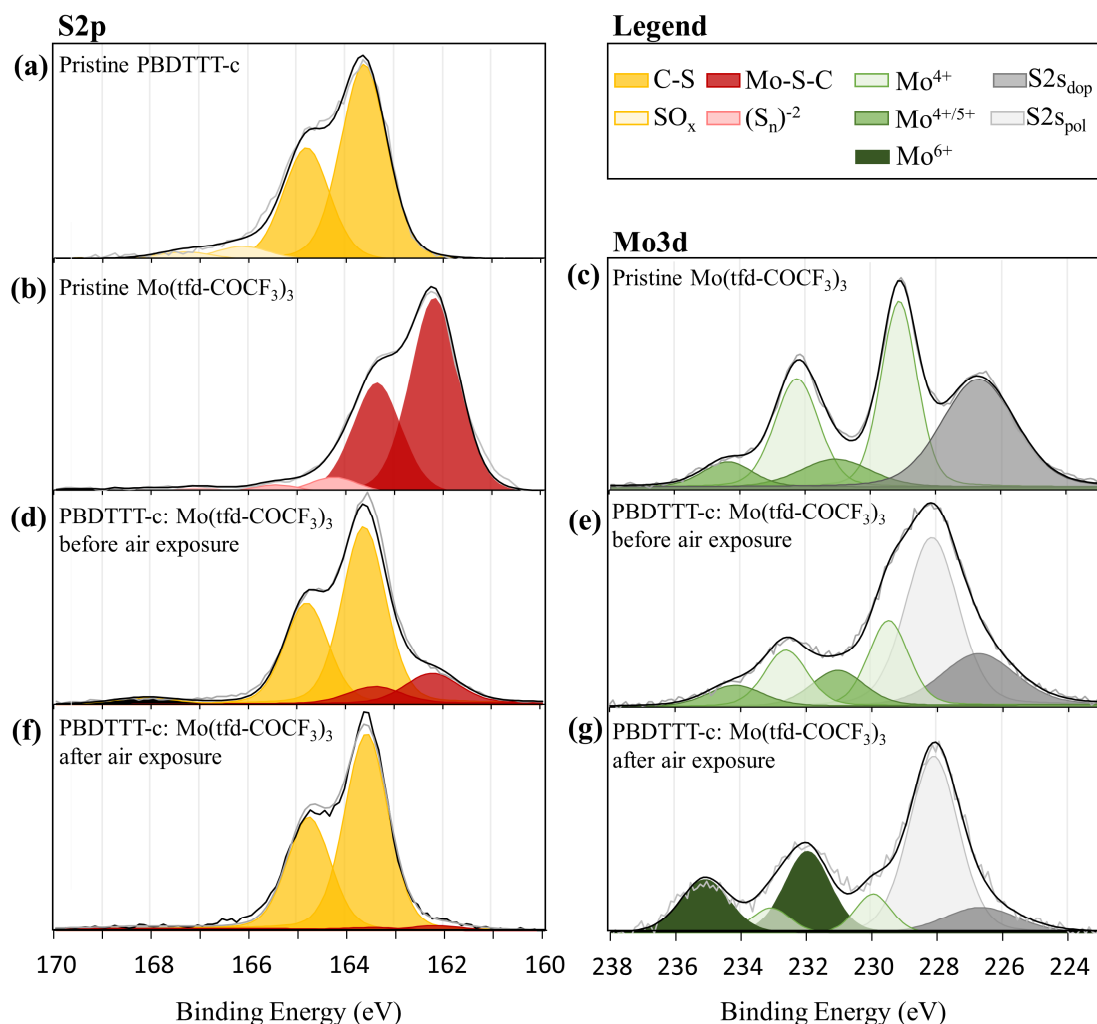 S2p
Legend
(a) Pristine PBDTTT-c
C-S
Mo-S-C
Mo⁴⁺
S2s_dop
SOₓ
(Sₙ)⁻²
Mo⁴⁺/⁵⁺
S2s_pol
Mo⁶⁺
Mo3d
(b) Pristine Mo(tfd-COCF₃)₃
(c) Pristine Mo(tfd-COCF₃)₃
(d) PBDTTT-c: Mo(tfd-COCF₃)₃
before air exposure
(e) PBDTTT-c: Mo(tfd-COCF₃)₃
before air exposure
(f) PBDTTT-c: Mo(tfd-COCF₃)₃
after air exposure
(g) PBDTTT-c: Mo(tfd-COCF₃)₃
after air exposure
170 168 166 164 162 160
238 236 234 232 230 228 226 224
Binding Energy (eV)
Binding Energy (eV)